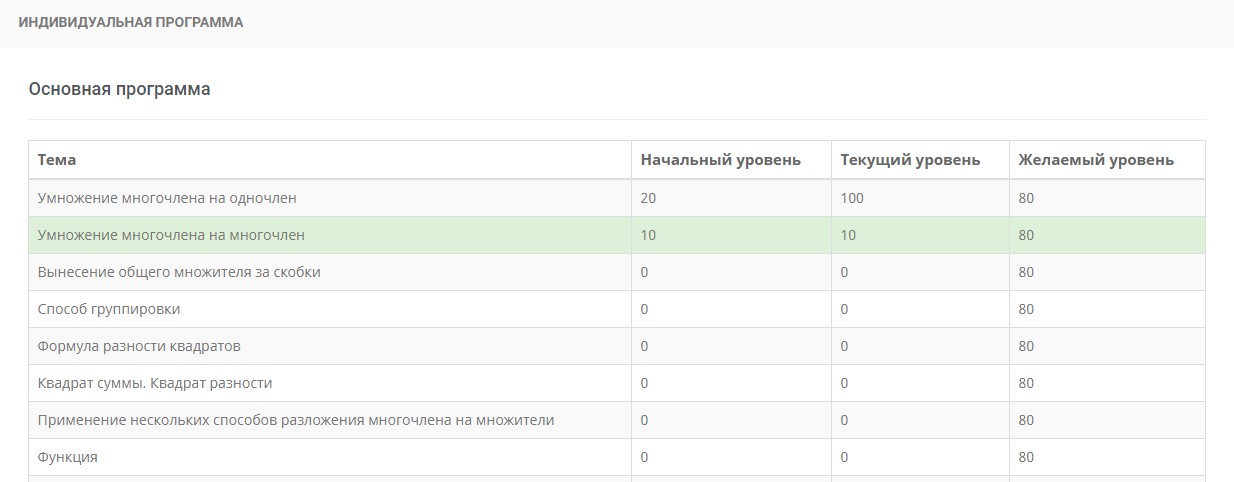 ИНДИВИДУАЛЬНАЯ ПРОГРАММА
Основная программа
Тема Начальный уровень Текущий уровень Желаемый уровень
Умножение многочлена на одночлен 20 100 80
Умножение многочлена на многочлен 10 10 80
Вынесение общего множителя за скобки 0 0 80
Способ группировки 0 0 80
Формула разности квадратов 0 0 80
Квадрат суммы. Квадрат разности 0 0 80
Применение нескольких способов разложения многочлена на множители 0 0 80
Функция 0 0 80